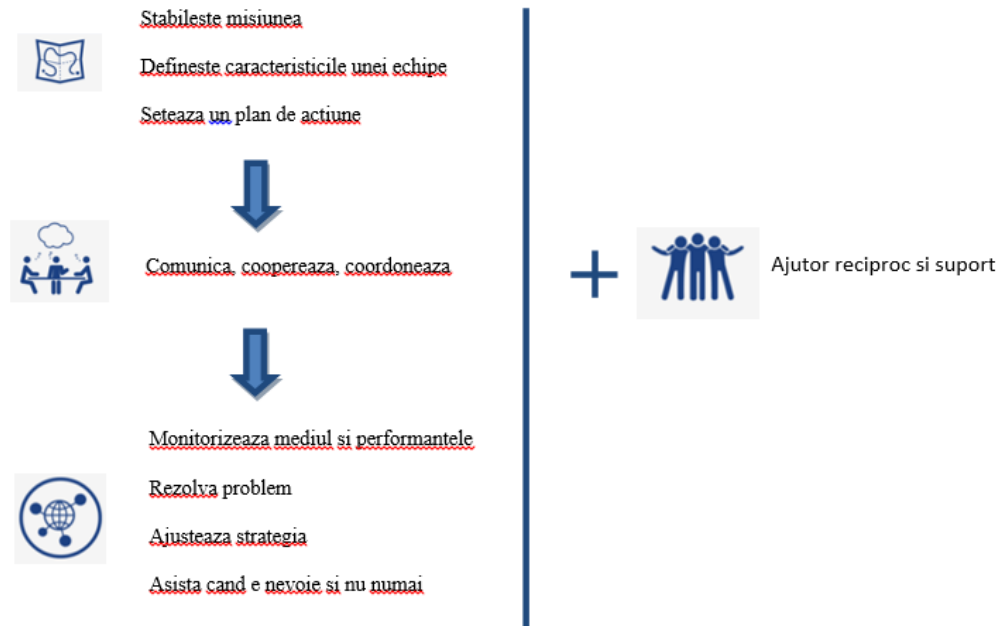 Stabileste misiunea
Defineste caracteristicile unei echipe
Seteaza un plan de actiune
Comunica, coopereaza, coordoneaza
Ajutor reciproc si suport
Monitorizeaza mediul si performantele
Rezolva problem
Ajusteaza strategia
Asista cand e nevoie si nu numai